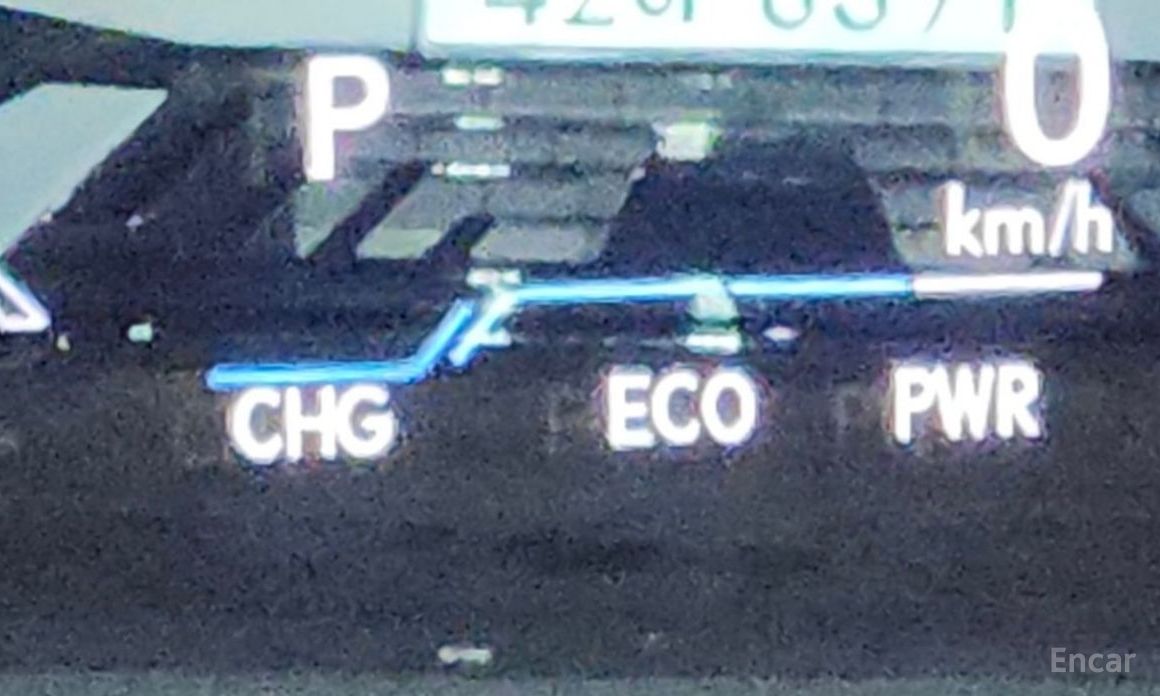 P
0
km/h
CHG ECO PWR
Encar